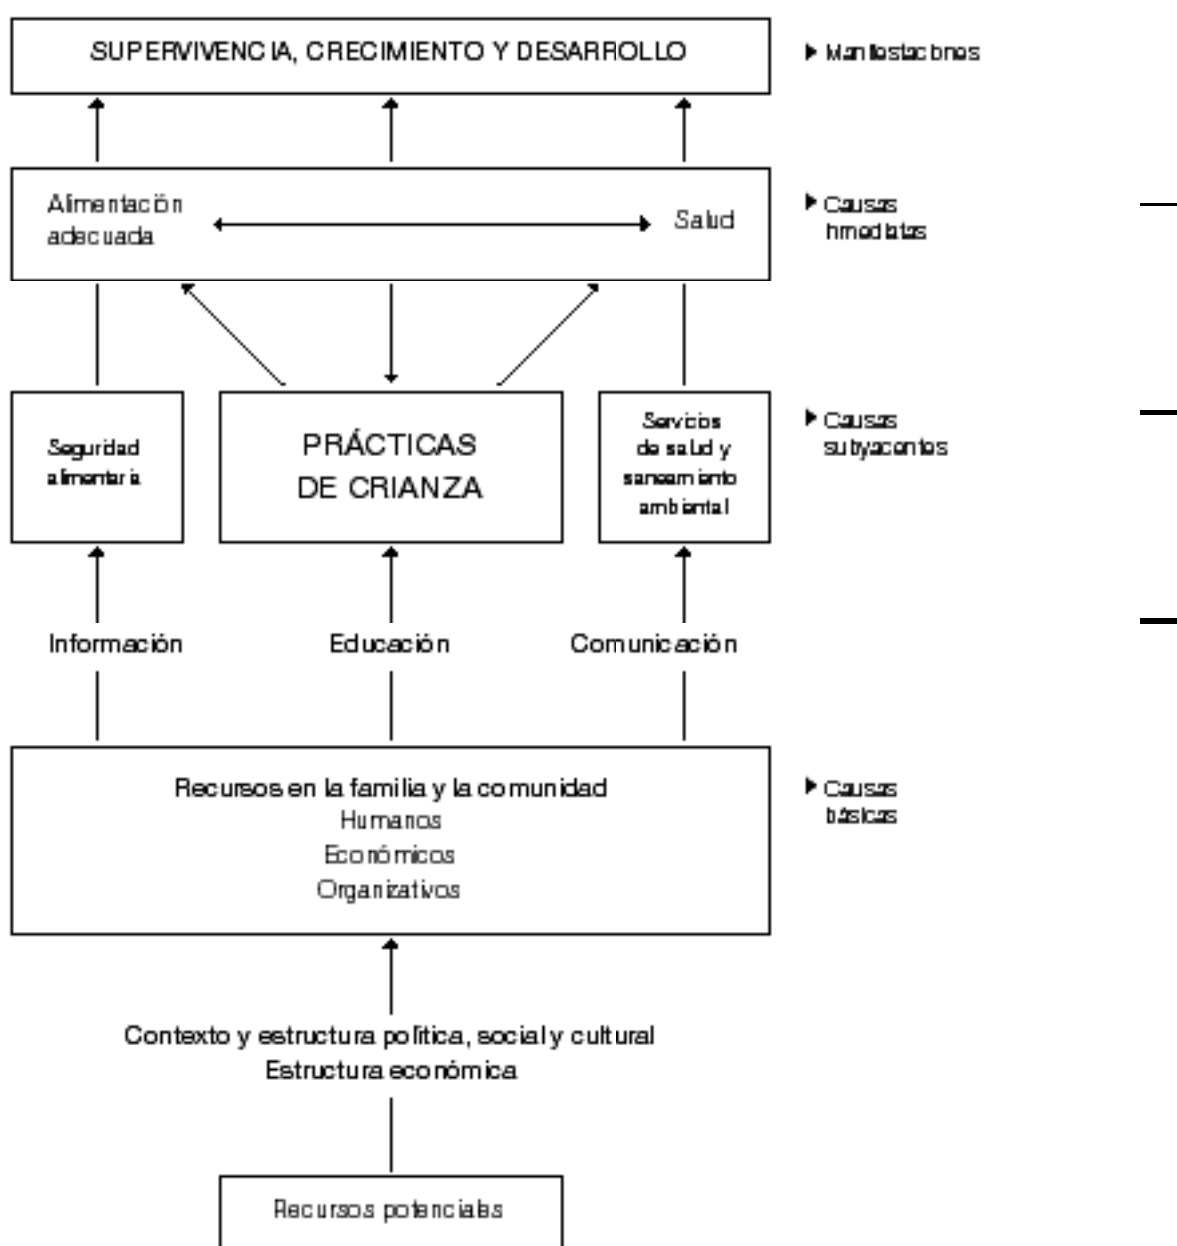 SUPERVIVENCIA, CRECIMIENTO Y DESARROLLO
Manifestaciones
Alimentación
adecuada
Salud
Causas
Inmediatas
Seguridad
alimentaria
PRÁCTICAS
DE CRIANZA
Servicios
de salud y
saneamiento
ambiental
Causas
subyacentes
Información
Educación
Comunicación
Recursos en la familia y la comunidad
Humanos
Económicos
Organizativos
Causas
básicas
Contexto y estructura política, social y cultural
Estructura económica
Recursos potenciales